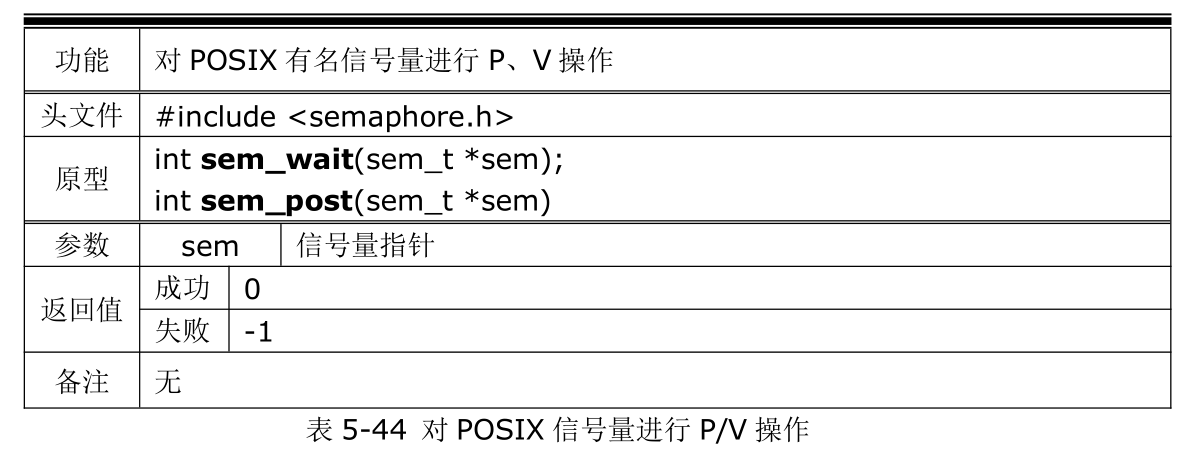 功能 对 POSIX 有名信号量进行 P、V 操作
头文件 #include <semaphore.h>
原型 int sem_wait(sem_t *sem);
int sem_post(sem_t *sem)
参数 sem 信号量指针
返回值 成功 0
失败 -1
备注 无
表 5-44 对 POSIX 信号量进行 P/V 操作